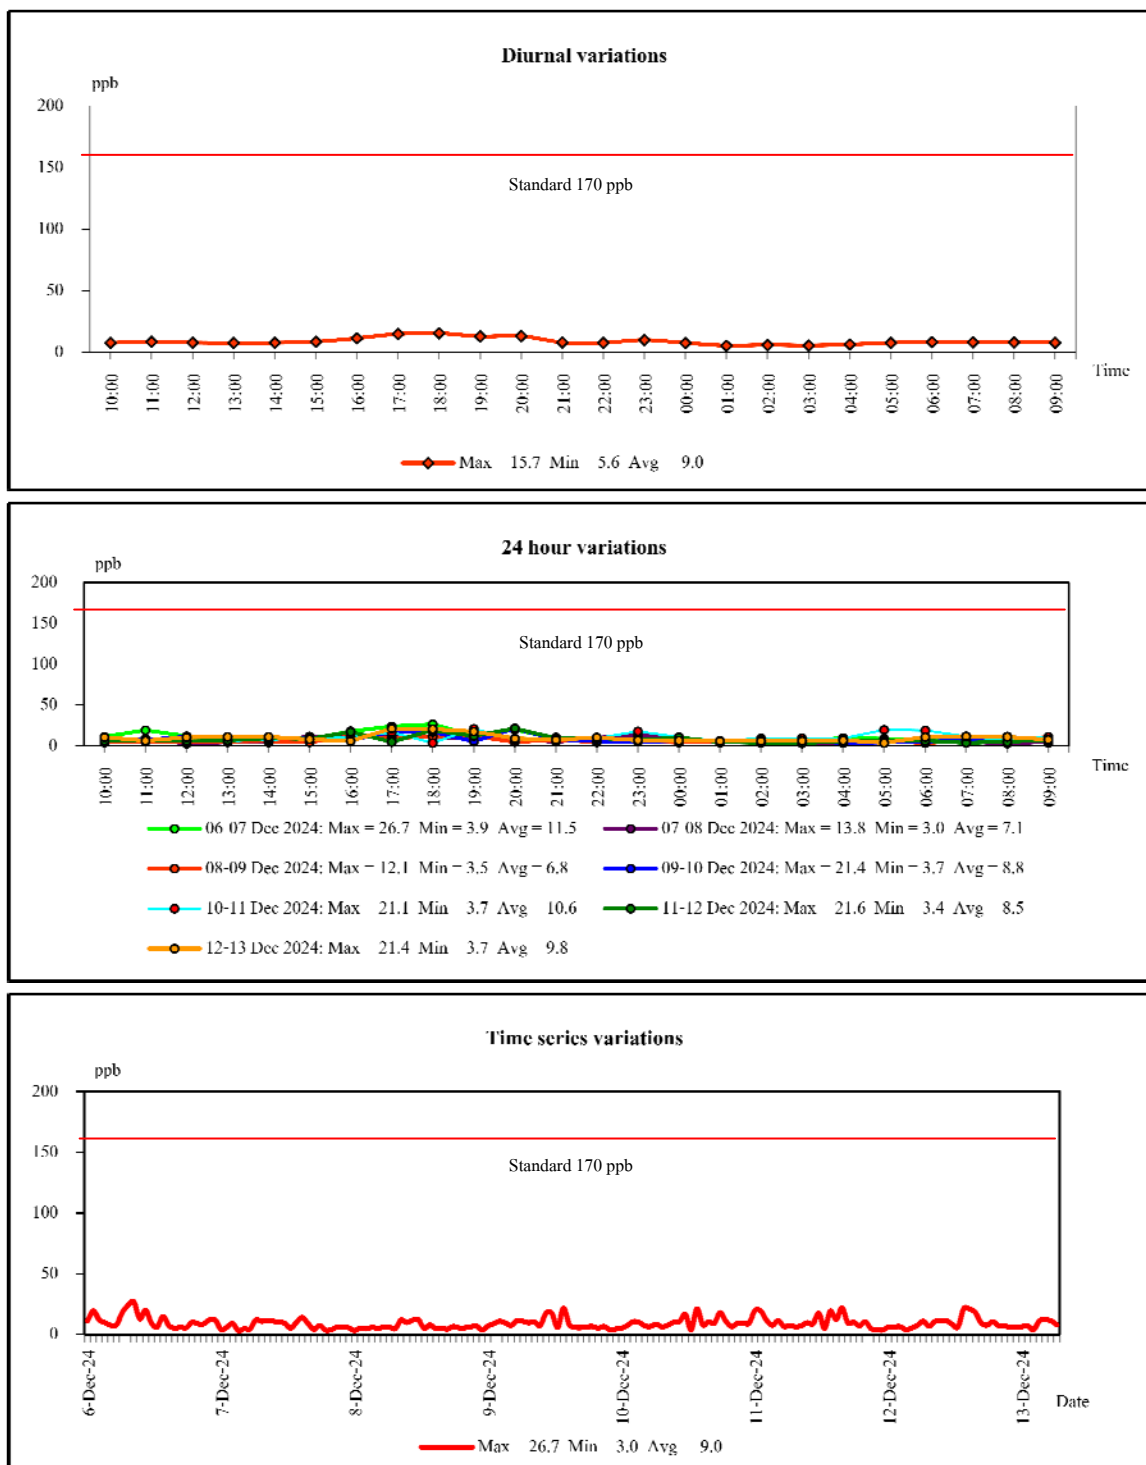 Diurnal variations
ppb
200
150
Standard 170 ppb
100
50
0
Time
10:00 11:00 12:00 13:00 14:00 15:00 16:00 17:00 18:00 19:00 20:00 21:00 22:00 23:00 00:00 01:00 02:00 03:00 04:00 05:00 06:00 07:00 08:00 09:00
Max 15.7 Min 5.6 Avg 9.0
24 hour variations
ppb
200
150
Standard 170 ppb
100
50
0
Time
10:00 11:00 12:00 13:00 14:00 15:00 16:00 17:00 18:00 19:00 20:00 21:00 22:00 23:00 00:00 01:00 02:00 03:00 04:00 05:00 06:00 07:00 08:00 09:00
06 07 Dec 2024: Max = 26.7 Min = 3.9 Avg = 11.5 07-08 Dec 2024: Max = 13.8 Min = 3.0 Avg = 7.1
08-09 Dec 2024: Max = 12.1 Min = 3.5 Avg = 6.8 09-10 Dec 2024: Max = 21.4 Min = 3.7 Avg = 8.8
10-11 Dec 2024: Max 21.1 Min 3.7 Avg 10.6 11-12 Dec 2024: Max 21.6 Min 3.4 Avg 8.5
12-13 Dec 2024: Max 21.4 Min 3.7 Avg 9.8
Time series variations
ppb
200
150
Standard 170 ppb
100
50
0
6-Dec-24 7-Dec-24 8-Dec-24 9-Dec-24 10-Dec-24 11-Dec-24 12-Dec-24 13-Dec-24
Date
Max 26.7 Min 3.0 Avg 9.0